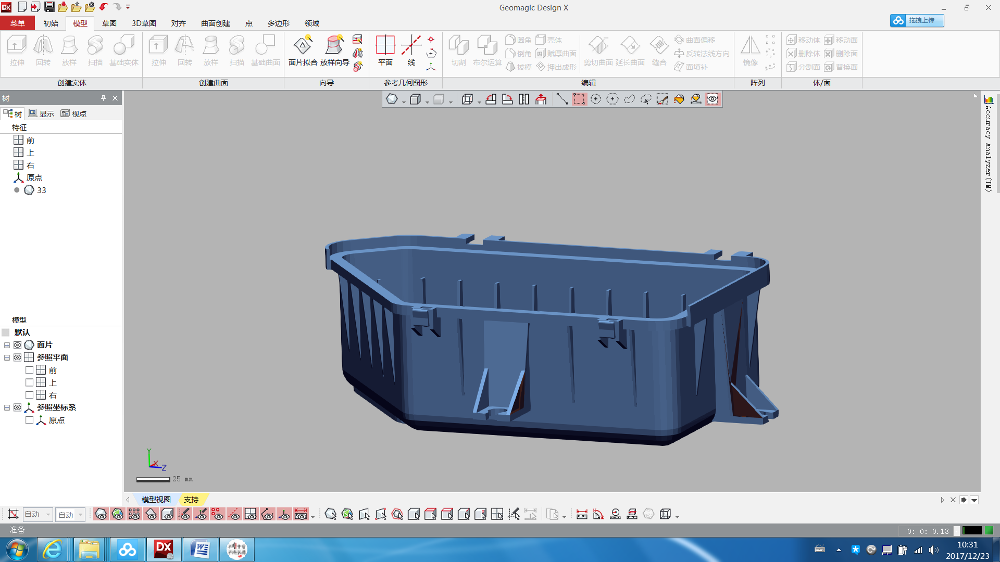 Geomagic Design X
菜单 初始 模型 草图 3D草图 对齐 曲面创建 点 多边形 领域
拖拽上传
拉伸 回转 放样 扫描 基础实体
创建实体
拉伸 回转 放样 扫描 基础曲面
创建曲面
面片拟合 放样向导
向导
平面 线
参考几何图形
切割 布尔运算
圆角 壳体
倒角 赋厚曲面
拔模 押出成形
剪切曲面 延长曲面 缝合
曲面偏移
反转法线方向
面填补
编辑
镜像
阵列
移动体 移动面
删除体 删除面
分割面 替换面
体/面
树
树 显示 视点
特征
前
上
右
原点
33
模型
默认
面片
参照平面
前
上
右
参照坐标系
原点
Accuracy Analyzer(TM)
Y
X
Z
25 mm
模型视图 支持
自动 自动
准备
0: 0: 0.13
DX
10:31
2017/12/23